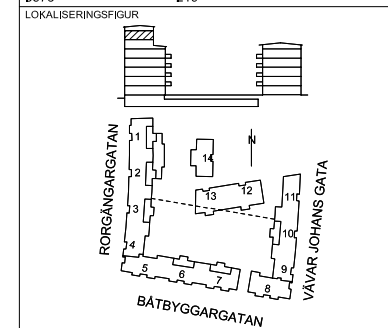 LOKALISERINGSFIGUR
N
RORGÄNGARGATAN
VÄVAR JOHANS GATA
BÅTBYGGARGATAN
1
2
3
4
5
6
7
8
9
10
11
12
13
14